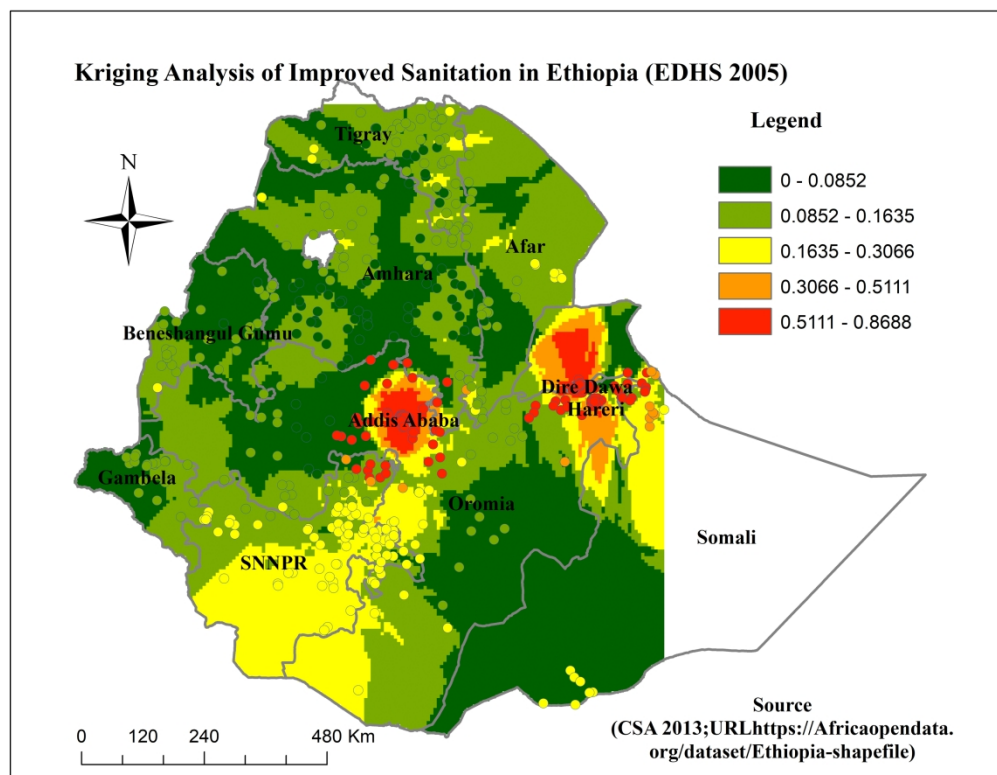 Kriging Analysis of Improved Sanitation in Ethiopia (EDHS 2005)
Legend
N
0 - 0.0852
0.0852 - 0.1635
0.1635 - 0.3066
0.3066 - 0.5111
0.5111 - 0.8688
Tigray
Afar
Amhara
Beneshangul Gumu
Dire Dawa
Hareri
Addis Ababa
Gambela
Oromia
Somali
SNNPR
Source
(CSA 2013;URLhttps://Africaopendata.
org/dataset/Ethiopia-shapefile)
0 120 240 480 Km